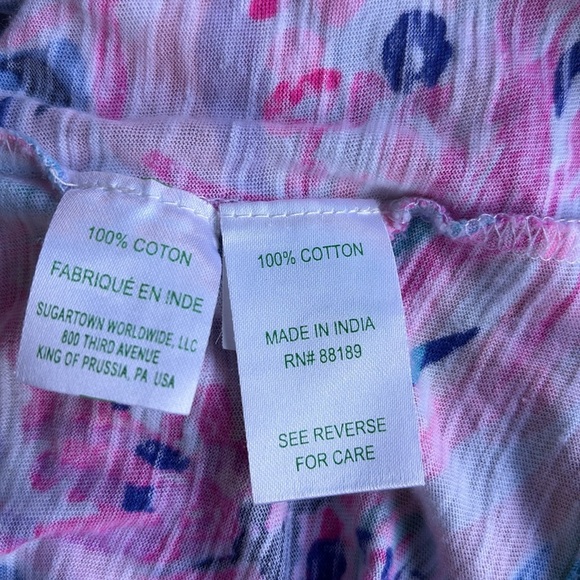 100% COTON
FABRIQUÉ EN INDE
SUGARTOWN WORLDWIDE, LLC
800 THIRD AVENUE
KING OF PRUSSIA, PA USA
100% COTTON
MADE IN INDIA
RN# 88189
SEE REVERSE
FOR CARE